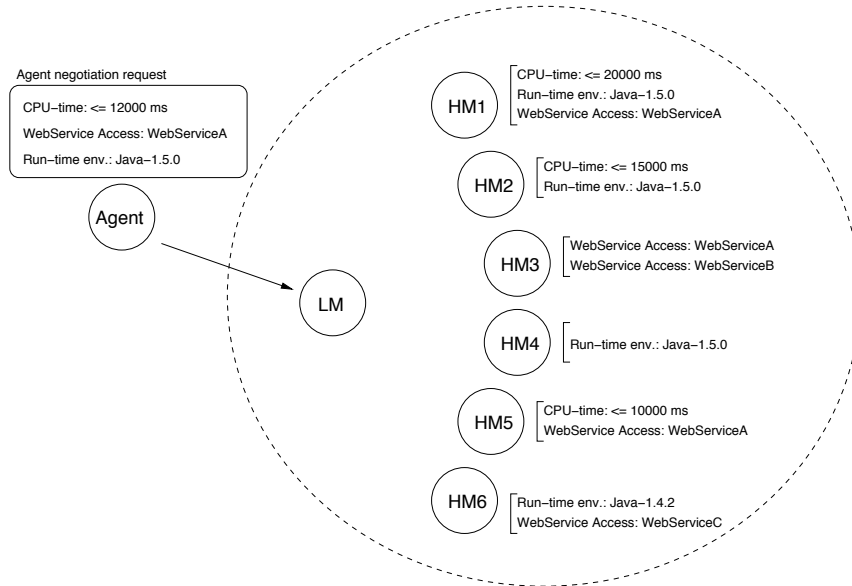 Agent negotiation request
CPU-time: <= 12000 ms
WebService Access: WebServiceA
Run-time env.: Java-1.5.0
Agent
LM
HM1
CPU-time: <= 20000 ms
Run-time env.: Java-1.5.0
WebService Access: WebServiceA
HM2
CPU-time: <= 15000 ms
Run-time env.: Java-1.5.0
HM3
WebService Access: WebServiceA
WebService Access: WebServiceB
HM4
Run-time env.: Java-1.5.0
HM5
CPU-time: <= 10000 ms
WebService Access: WebServiceA
HM6
Run-time env.: Java-1.4.2
WebService Access: WebServiceC